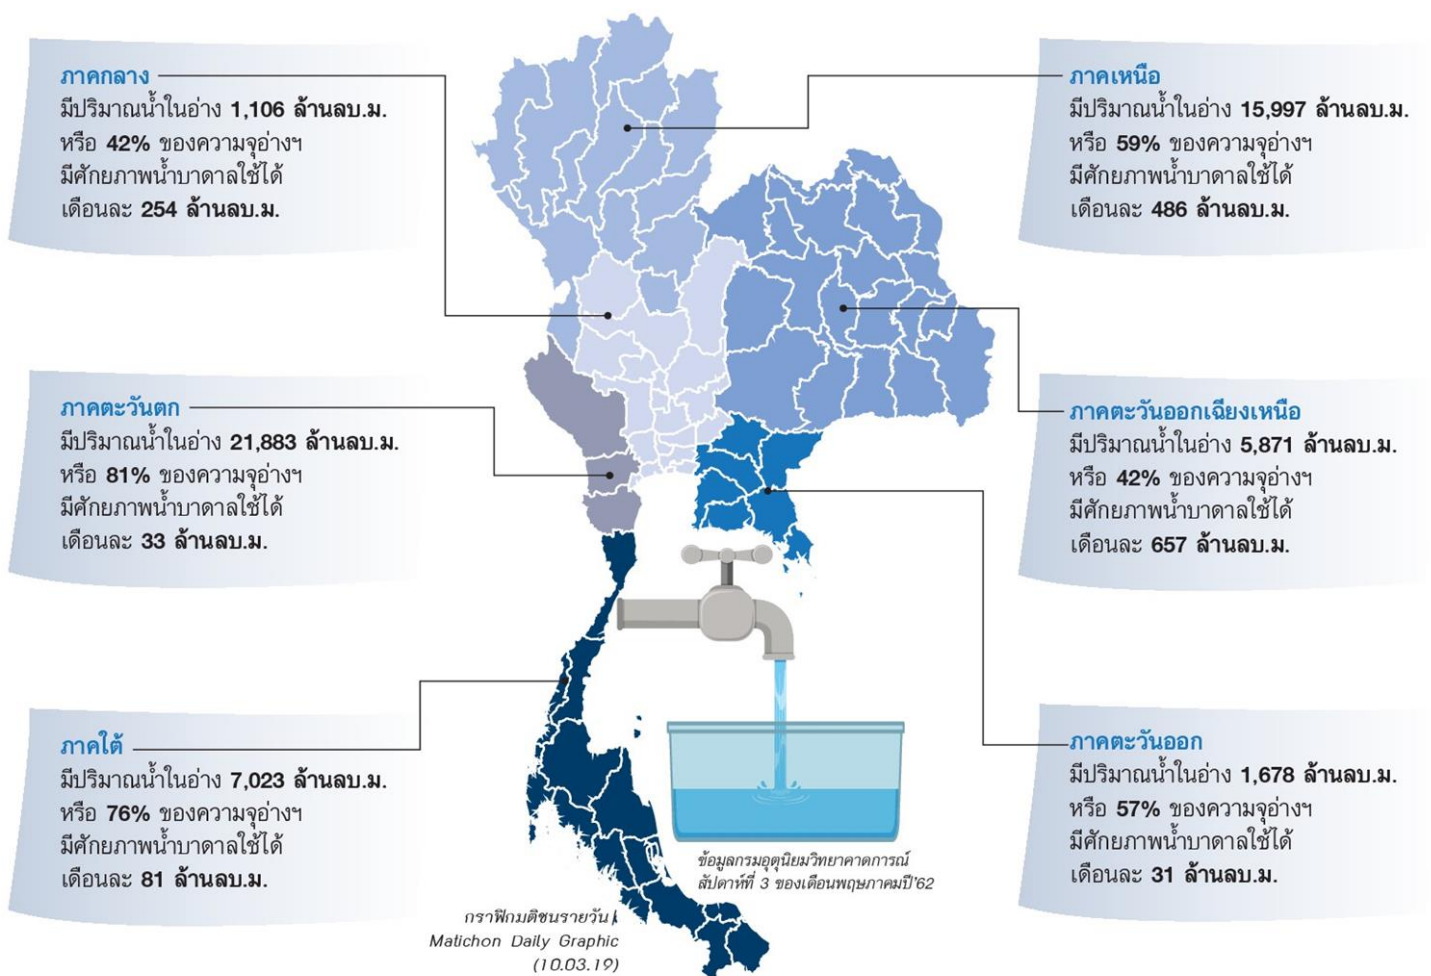 ภาคกลาง
มีปริมาณน้ำในอ่าง 1,106 ล้านลบ.ม.
หรือ 42% ของความจุอ่างฯ
มีศักยภาพน้ำบาดาลใช้ได้
เดือนละ 254 ล้านลบ.ม.
ภาคเหนือ
มีปริมาณน้ำในอ่าง 15,997 ล้านลบ.ม.
หรือ 59% ของความจุอ่างฯ
มีศักยภาพน้ำบาดาลใช้ได้
เดือนละ 486 ล้านลบ.ม.
ภาคตะวันตก
มีปริมาณน้ำในอ่าง 21,883 ล้านลบ.ม.
หรือ 81% ของความจุอ่างฯ
มีศักยภาพน้ำบาดาลใช้ได้
เดือนละ 33 ล้านลบ.ม.
ภาคตะวันออกเฉียงเหนือ
มีปริมาณน้ำในอ่าง 5,871 ล้านลบ.ม.
หรือ 42% ของความจุอ่างฯ
มีศักยภาพน้ำบาดาลใช้ได้
เดือนละ 657 ล้านลบ.ม.
ภาคใต้
มีปริมาณน้ำในอ่าง 7,023 ล้านลบ.ม.
หรือ 76% ของความจุอ่างฯ
มีศักยภาพน้ำบาดาลใช้ได้
เดือนละ 81 ล้านลบ.ม.
ภาคตะวันออก
มีปริมาณน้ำในอ่าง 1,678 ล้านลบ.ม.
หรือ 57% ของความจุอ่างฯ
มีศักยภาพน้ำบาดาลใช้ได้
เดือนละ 31 ล้านลบ.ม.
ข้อมูลกรมอุตุนิยมวิทยาคาดการณ์
สัปดาห์ที่ 3 ของเดือนพฤษภาคมปี'62
กราฟิกมติชนรายวัน
Matichon Daily Graphic
(10.03.19)